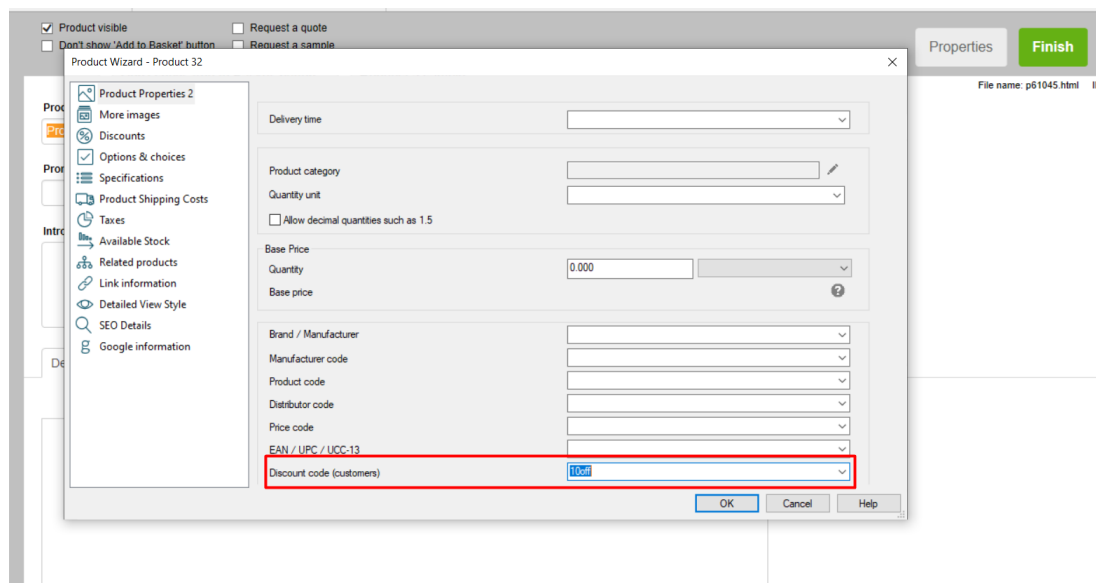 Product visible
Request a quote
Don't show 'Add to Basket' button
Request a sample
Properties
Finish
File name: p61045.html
Product Wizard - Product 32
Product Properties 2
More images
Discounts
Options & choices
Specifications
Product Shipping Costs
Taxes
Available Stock
Related products
Link information
Detailed View Style
SEO Details
Google information
Delivery time
Product category
Quantity unit
Allow decimal quantities such as 1.5
Base Price
Quantity
0.000
Base price
Brand / Manufacturer
Manufacturer code
Product code
Distributor code
Price code
EAN / UPC / UCC-13
Discount code (customers)
10off
OK
Cancel
Help